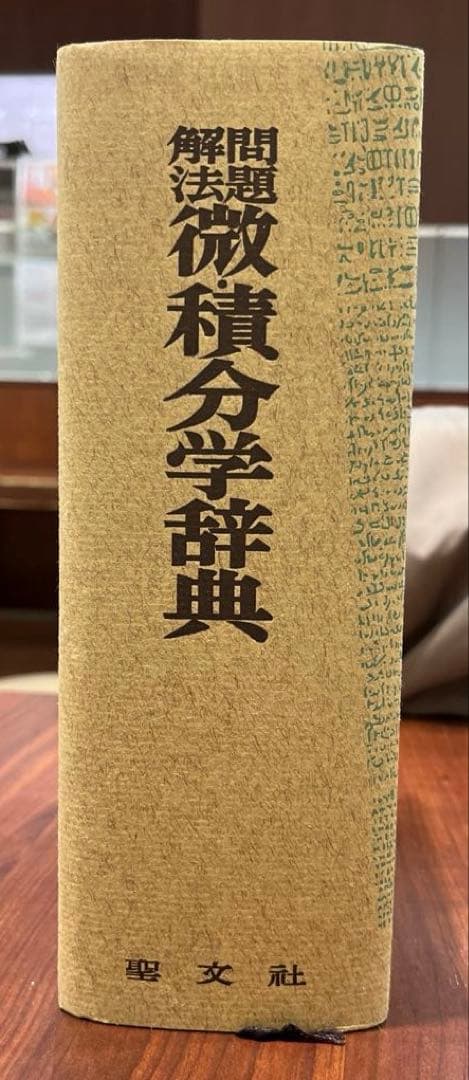 問題
解法
微・積分学辞典
聖文社